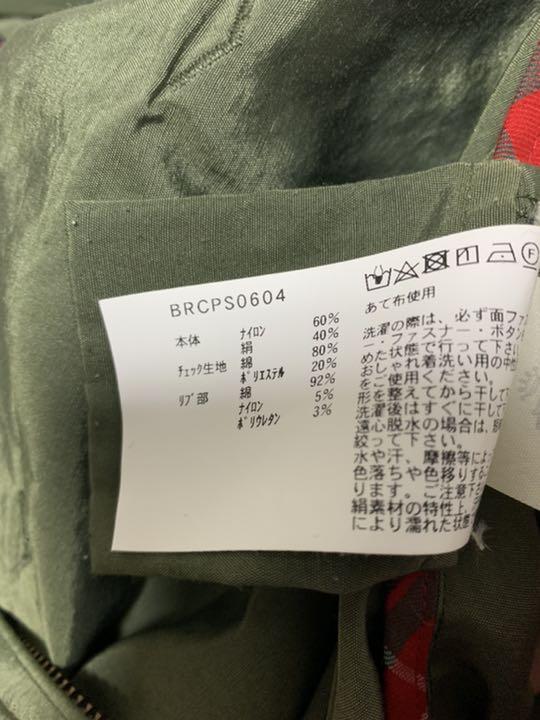 BRCPS0604
本体 ナイロン 60%
絹 40%
チェック生地 綿 80%
ポリエステル 20%
リブ部 綿 92%
ナイロン 5%
ポリウレタン 3%
F
あて布使用
洗濯の際は、必ず面ファス
ー・ファスナー・ボタン
めた状態で行って下さい
おしゃれ着洗い用の中性
をご使用ください。
形を整えてから干して
洗濯後はすぐに干して
遠心脱水の場合は、
絞って下さい。
水や汗、摩擦等によ
色落ちや色移りする
ります。ご注意下さ
絹素材の特性上、
により濡れた状態